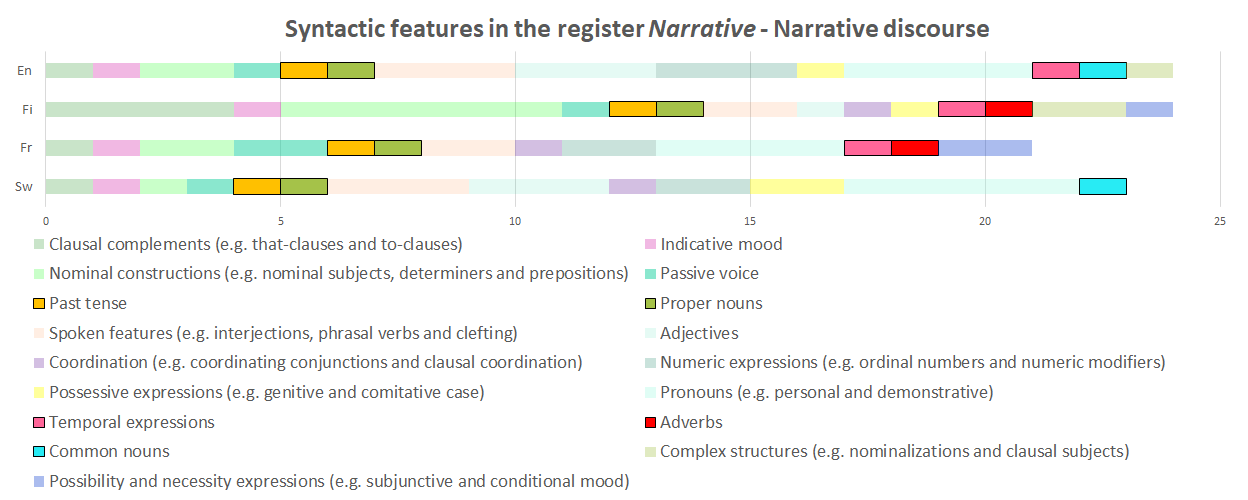 Syntactic features in the register Narrative - Narrative discourse
En
Fi
Fr
Sw
0 5 10 15 20 25
Clausal complements (e.g. that-clauses and to-clauses) Indicative mood
Nominal constructions (e.g. nominal subjects, determiners and prepositions) Passive voice
Past tense Proper nouns
Spoken features (e.g. interjections, phrasal verbs and clefting) Adjectives
Coordination (e.g. coordinating conjunctions and clausal coordination) Numeric expressions (e.g. ordinal numbers and numeric modifiers)
Possessive expressions (e.g. genitive and comitative case) Pronouns (e.g. personal and demonstrative)
Temporal expressions Adverbs
Common nouns Complex structures (e.g. nominalizations and clausal subjects)
Possibility and necessity expressions (e.g. subjunctive and conditional mood)